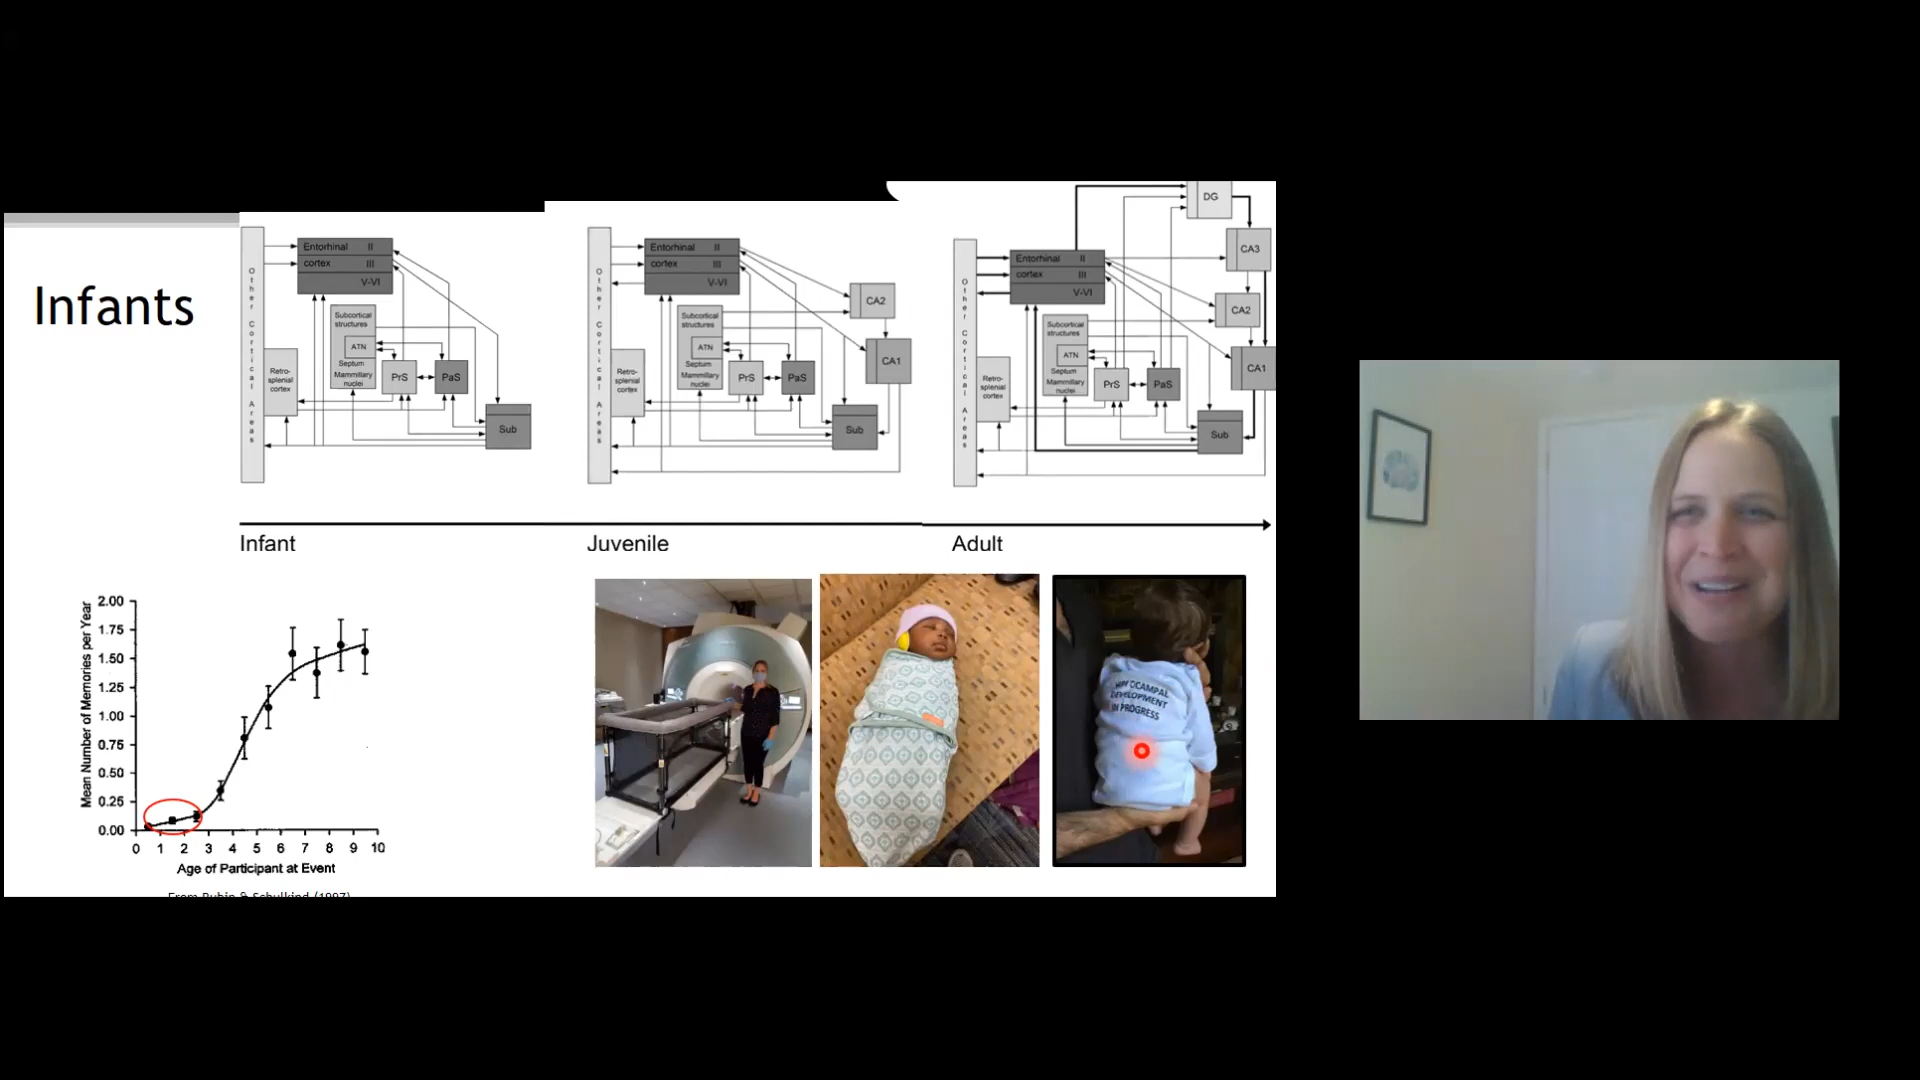 Infants
Other Cortical Areas
Entorhinal II
cortex III
V-VI
Subcortical
structures
ATN
Septum
Mammillary
nuclei
Retro-
splenial
cortex
PrS
PaS
Sub
Other Cortical Areas
Entorhinal II
cortex III
V-VI
CA2
Subcortical
structures
ATN
Septum
Mammillary
nuclei
Retro-
splenial
cortex
PrS
PaS
CA1
Sub
DG
CA3
Other Cortical Areas
Entorhinal II
cortex III
V-VI
CA2
Subcortical
structures
ATN
Septum
Mammillary
nuclei
Retro-
splenial
cortex
PrS
PaS
CA1
Sub
Infant
Juvenile
Adult
Mean Number of Memories per Year
2.00
1.75
1.50
1.25
1.00
0.75
0.50
0.25
0.00
0 1 2 3 4 5 6 7 8 9 10
Age of Participant at Event
From Rubin & Schulkind (1997)
HIPPOCAMPAL
DEVELOPMENT
IN PROGRESS